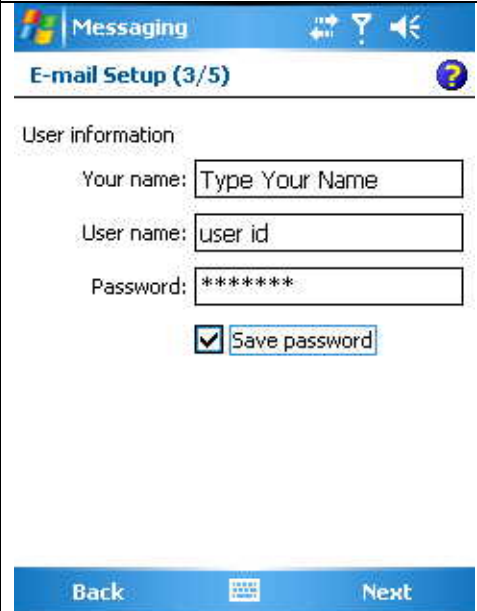 Messaging
E-mail Setup (3/5)
?
User information
Your name: Type Your Name
User name: user id
Password: *******
Save password
Back Next